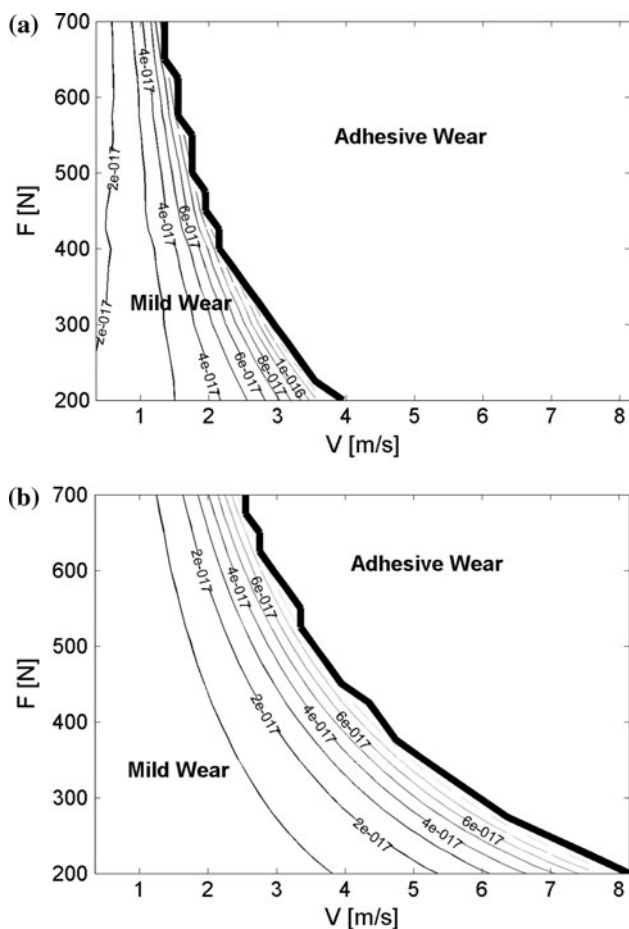 (a)
700
600
500
400
300
200
F [N]
4e-017
2e-017
Adhesive Wear
4e-017
6e-017
Mild Wear
2e-017
4e-017
6e-017
8e-017
1e-016
1 2 3 4 5 6 7 8
V [m/s]
(b)
700
600
500
400
300
200
F [N]
Adhesive Wear
2e-017
4e-017
6e-017
2e-017
4e-017
6e-017
Mild Wear
2e-017
4e-017
6e-017
1 2 3 4 5 6 7 8
V [m/s]